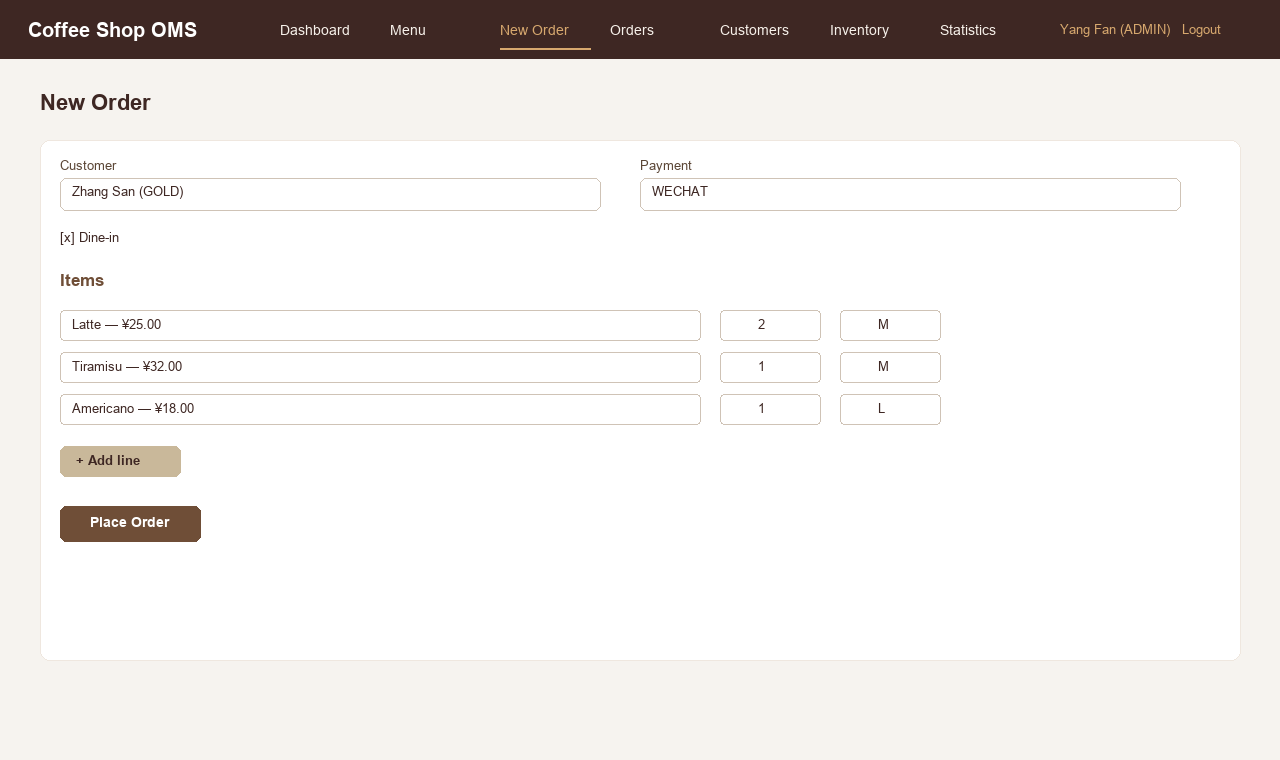 Coffee Shop OMS Dashboard Menu New Order Orders Customers Inventory Statistics Yang Fan (ADMIN) Logout
New Order
Customer Payment
Zhang San (GOLD) WECHAT
[x] Dine-in
Items
Latte — ¥25.00 2 M
Tiramisu — ¥32.00 1 M
Americano — ¥18.00 1 L
+ Add line
Place Order